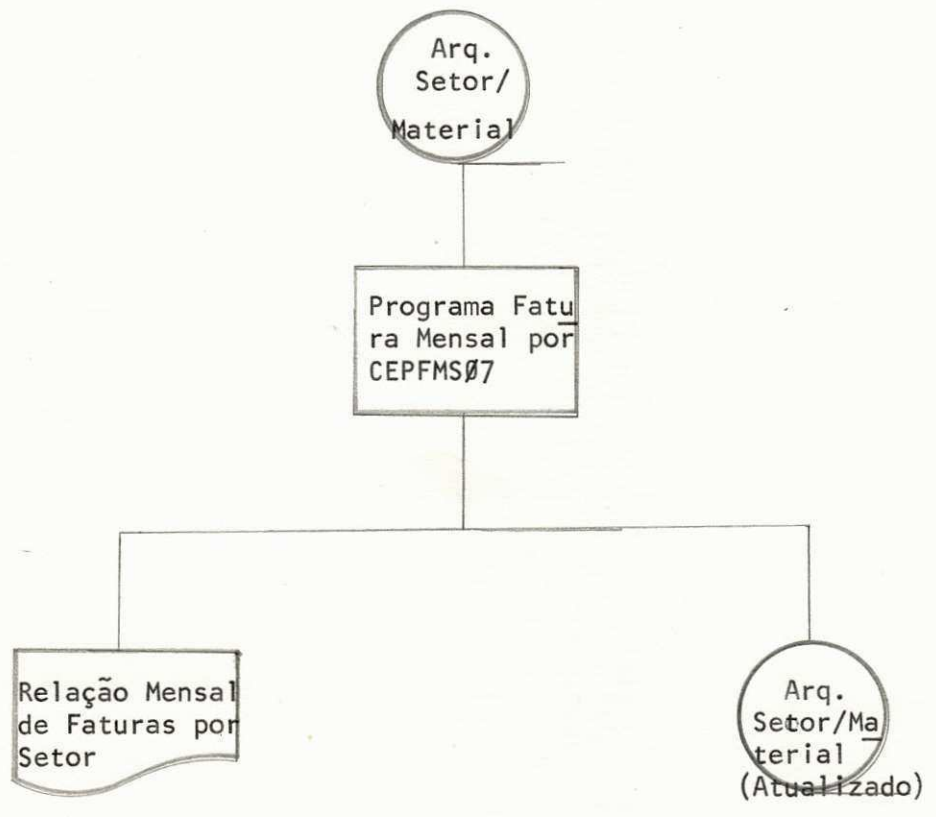 Arq.
Setor/
Material
Programa Fatu
ra Mensal por
CEPFMSØ7
Relação Mensal
de Faturas por
Setor
Arq.
Setor/Ma
terial
(Atualizado)